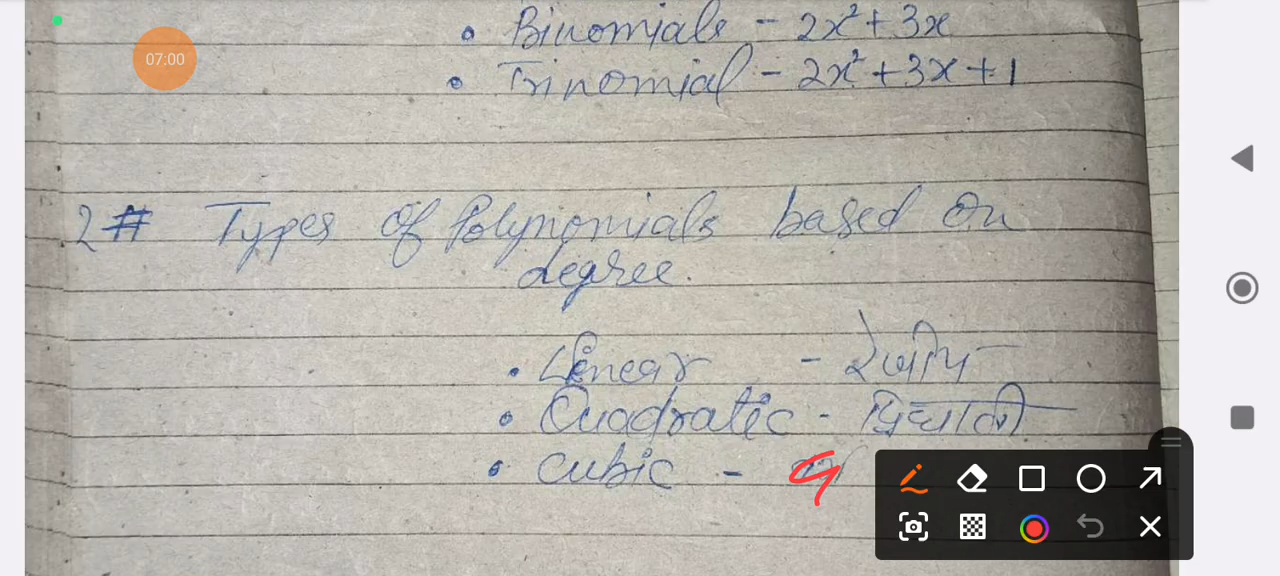 • Binomials - 2x² + 3x
• Trinomial - 2x² + 3x + 1
07:00
2# Types of Polynomials based on
degree.
• Linear - रेखीय
• Quadratic - द्विघाती
• Cubic -